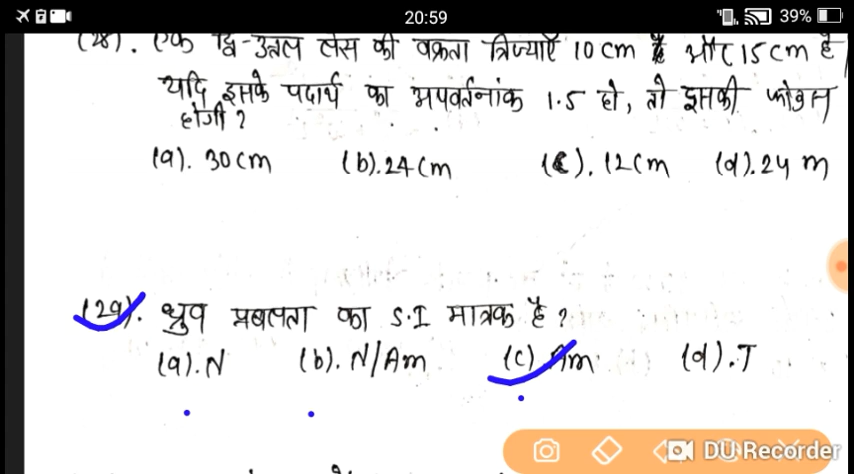 20:59
39%
(28). एक द्वि-उत्तल लेंस की वक्रता त्रिज्याएँ 10 cm है और 15 cm है
यदि इसके पदार्थ का अपवर्तनांक 1.5 हो, तो इसकी फोकस
होगी ?
(a). 30 cm (b). 24 cm (c). 12 cm (d). 24 m
(29). ध्रुव प्रबलता का S.I मात्रक है ?
(a). N (b). N/Am (c) Am (d). T
DU Recorder